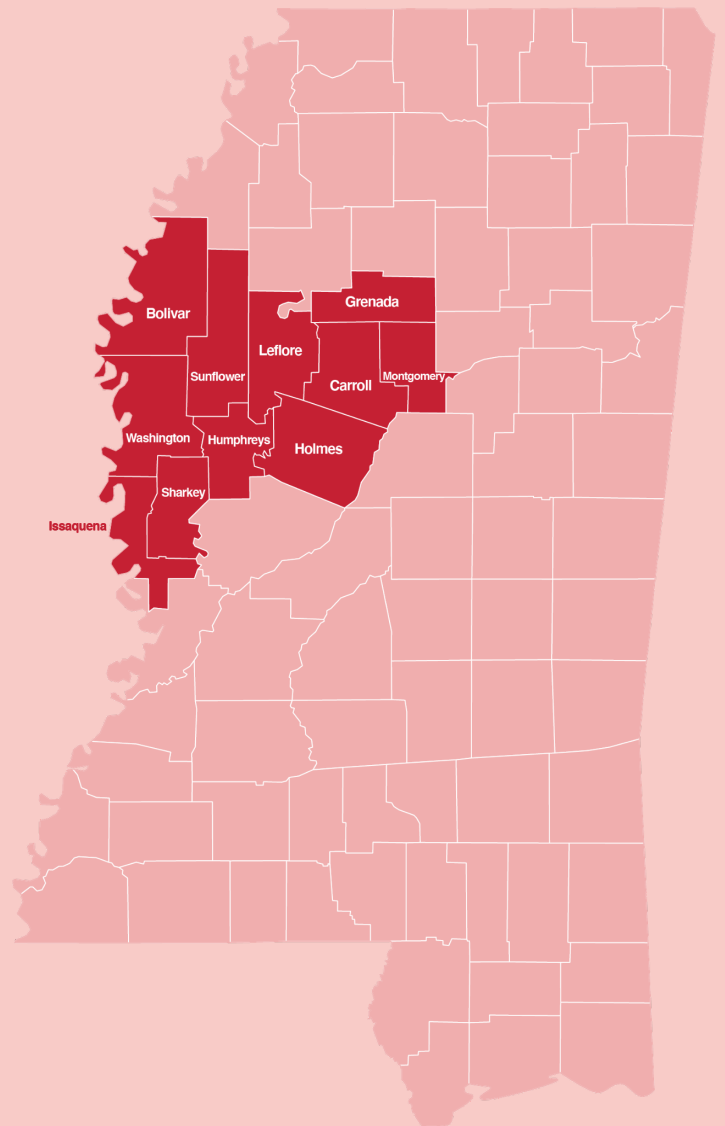 Grenada
Bolivar
Leflore
Sunflower
Montgomery
Carroll
Washington
Humphreys
Holmes
Sharkey
Issaquena